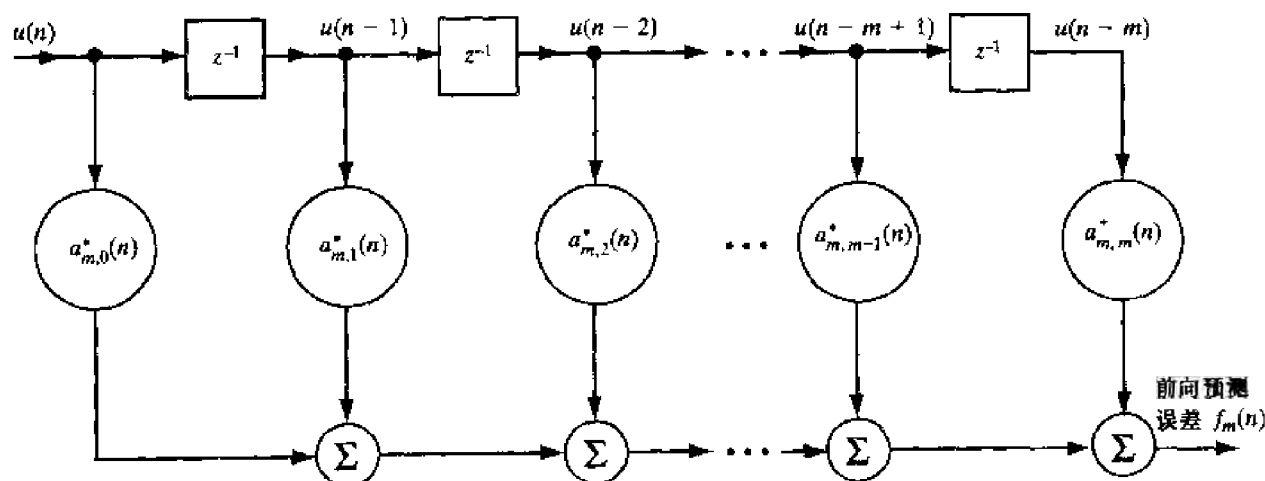 u(n) u(n − 1) u(n − 2) ··· u(n − m + 1) u(n − m)
z⁻¹ z⁻¹ z⁻¹
a*m,0(n) a*m,1(n) a*m,2(n) ··· a*m,m−1(n) a*m,m(n)
前向预测
误差 fm(n)
Σ Σ ··· Σ Σ